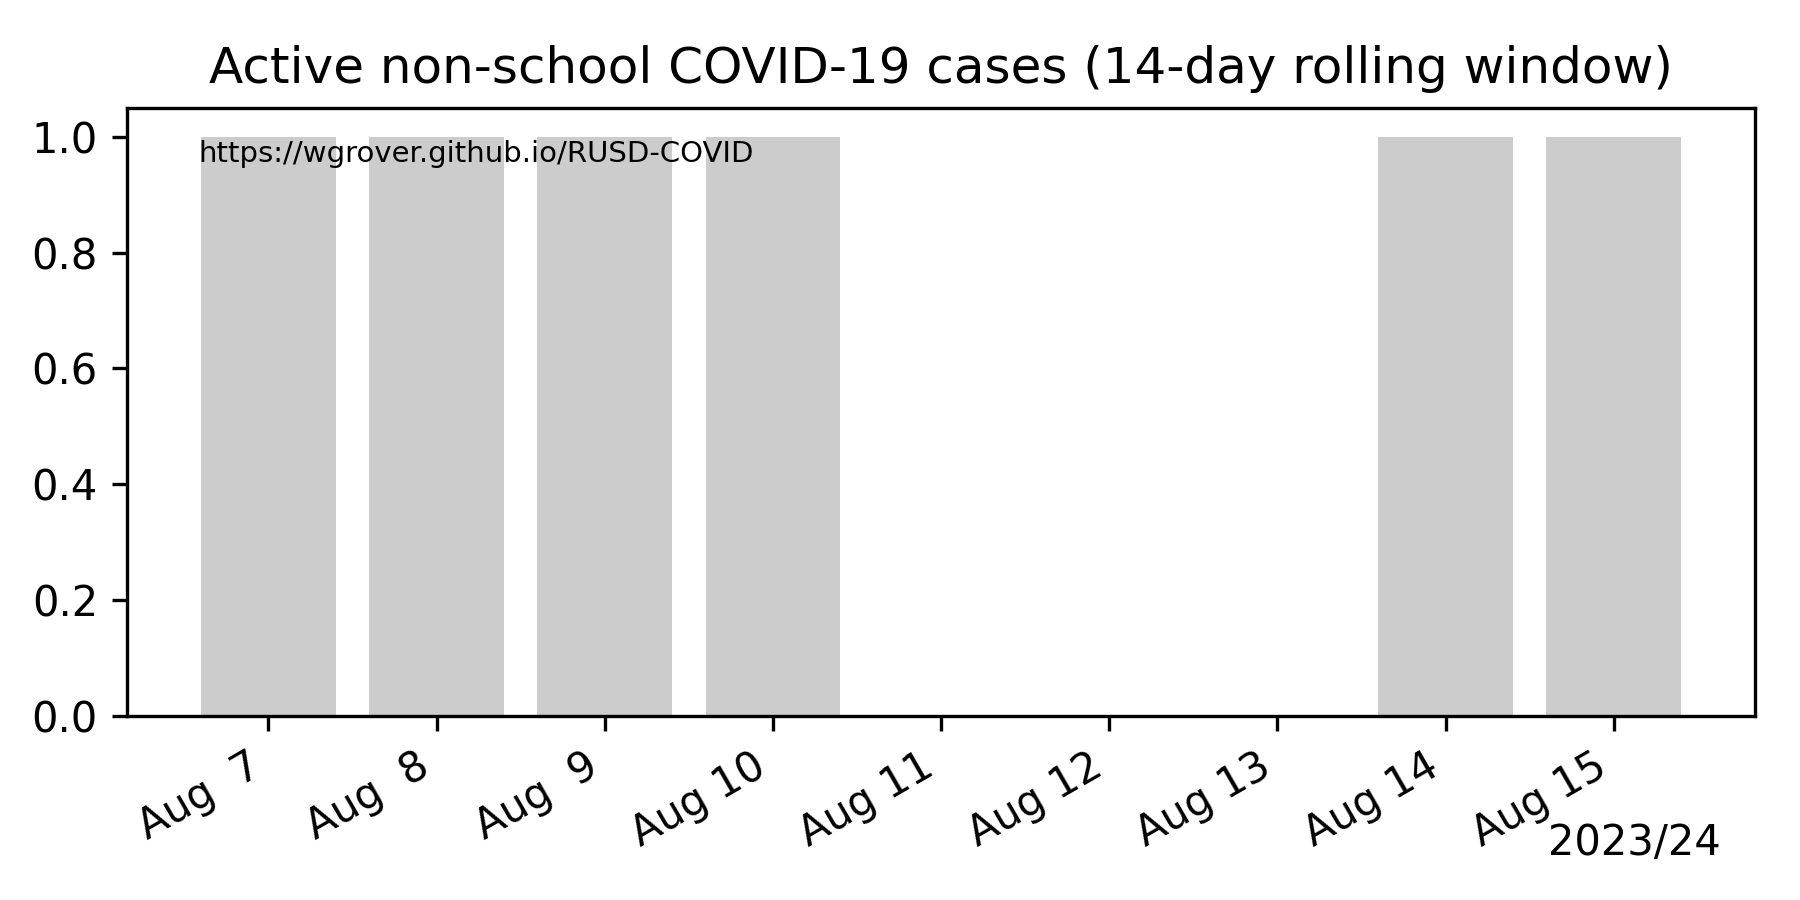 Active non-school COVID-19 cases (14-day rolling window)
1.0
https://wgrover.github.io/RUSD-COVID
0.8
0.6
0.4
0.2
0.0
Aug 7 Aug 8 Aug 9 Aug 10 Aug 11 Aug 12 Aug 13 Aug 14 Aug 15
2023/24